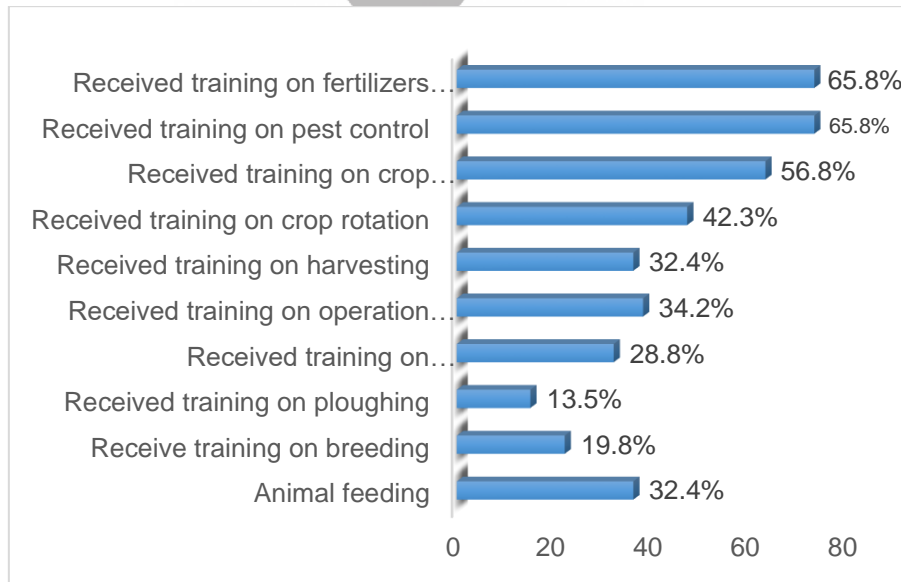 Received training on fertilizers… 65.8%
Received training on pest control 65.8%
Received training on crop… 56.8%
Received training on crop rotation 42.3%
Received training on harvesting 32.4%
Received training on operation… 34.2%
Received training on… 28.8%
Received training on ploughing 13.5%
Receive training on breeding 19.8%
Animal feeding 32.4%
0 20 40 60 80